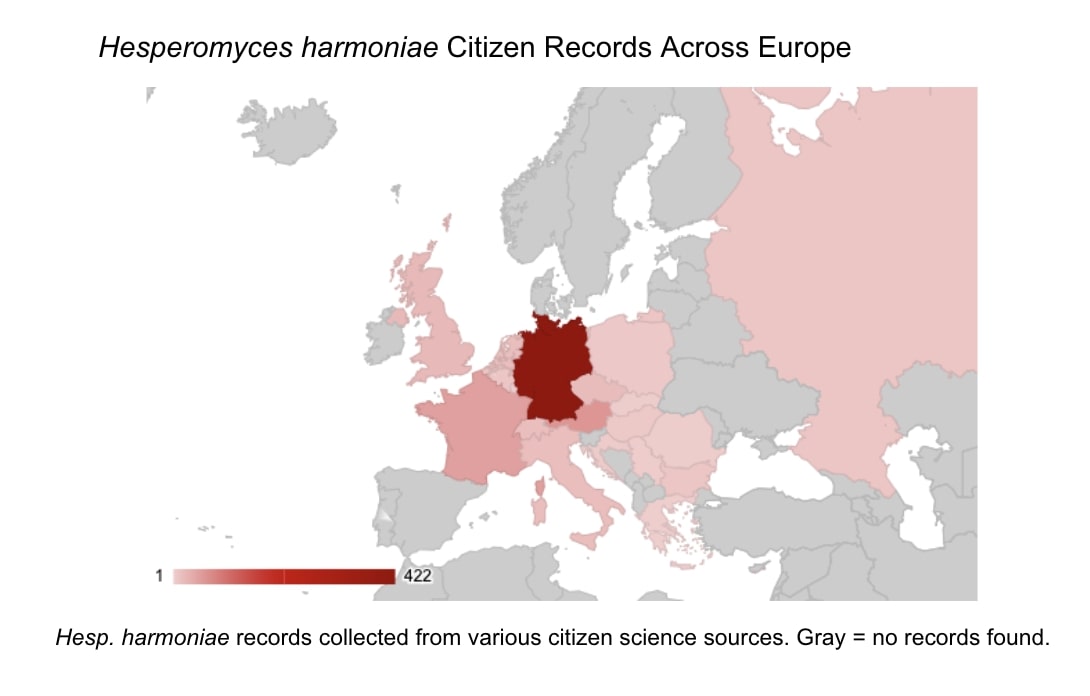 Hesperomyces harmoniae Citizen Records Across Europe
1 422
Hesp. harmoniae records collected from various citizen science sources. Gray = no records found.